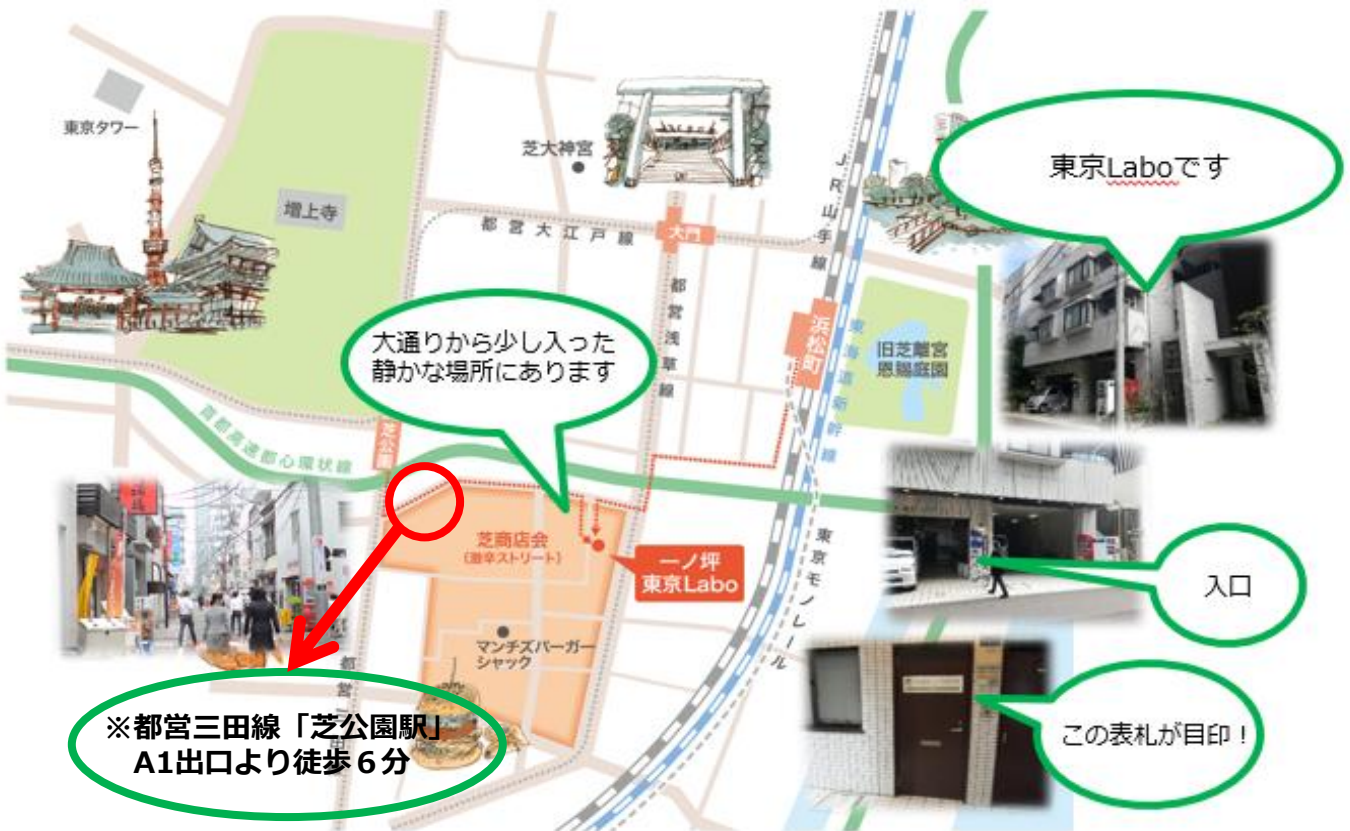 東京タワー
増上寺
芝大神宮
都営大江戸線
大門
JR山手線
都営浅草線
浜松町
東海道新幹線
旧芝離宮
恩賜庭園
東京Laboです
大通りから少し入った
静かな場所にあります
芝公園
首都高速都心環状線
芝商店会
(激辛ストリート)
一ノ坪
東京Labo
東京モノレール
マンチズバーガー
シャック
入口
この表札が目印！
都営
田
※都営三田線「芝公園駅」
A1出口より徒歩６分